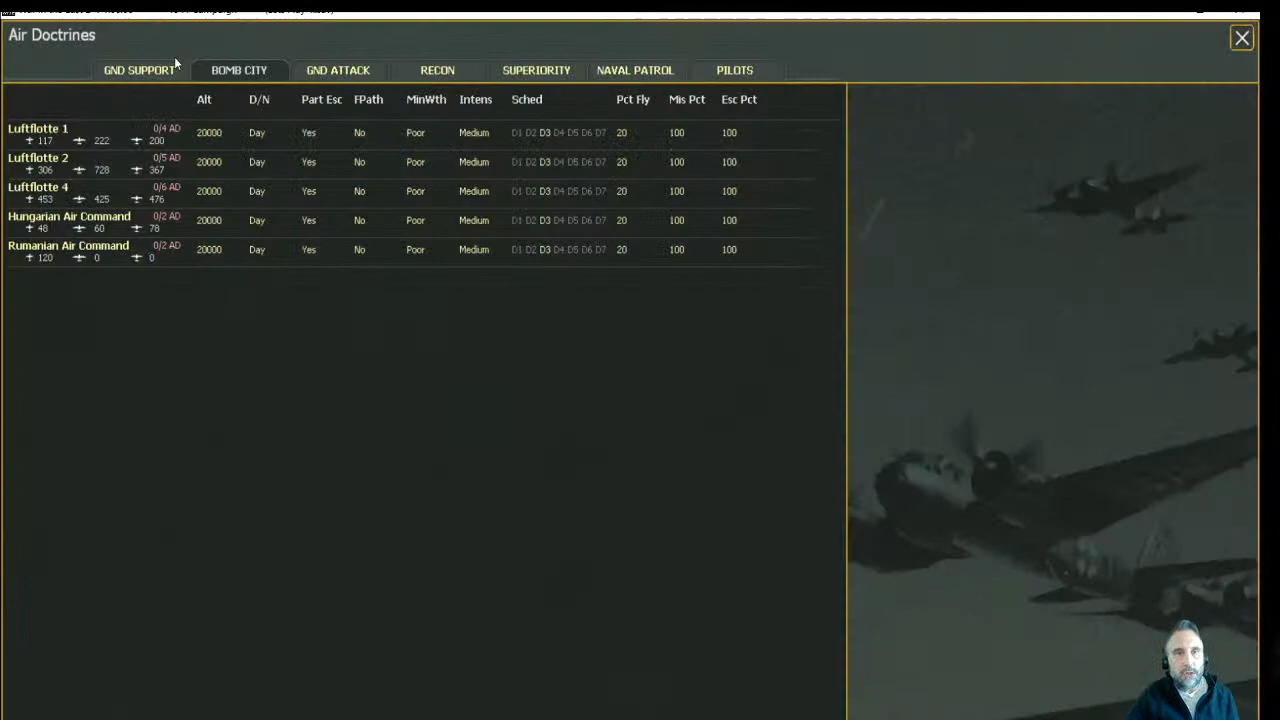 Air Doctrines
GND SUPPORT BOMB CITY GND ATTACK RECON SUPERIORITY NAVAL PATROL PILOTS
Alt D/N Part Esc FPath MinWth Intens Sched Pct Fly Mis Pct Esc Pct
Luftflotte 1 0/4 AD 20000 Day Yes No Poor Medium D1 D2 D3 D4 D5 D6 D7 20 100 100
117 222 200
Luftflotte 2 0/5 AD 20000 Day Yes No Poor Medium D1 D2 D3 D4 D5 D6 D7 20 100 100
306 728 367
Luftflotte 4 0/6 AD 20000 Day Yes No Poor Medium D1 D2 D3 D4 D5 D6 D7 20 100 100
453 425 476
Hungarian Air Command 0/2 AD 20000 Day Yes No Poor Medium D1 D2 D3 D4 D5 D6 D7 20 100 100
48 60 78
Rumanian Air Command 0/2 AD 20000 Day Yes No Poor Medium D1 D2 D3 D4 D5 D6 D7 20 100 100
120 0 0